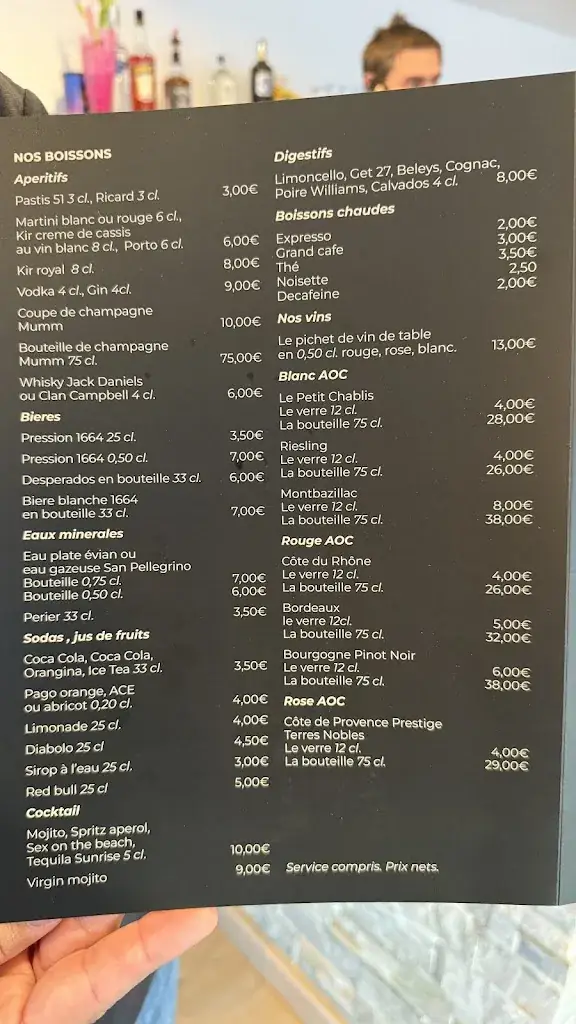 NOS BOISSONS
Aperitifs
Pastis 51 3 cl., Ricard 3 cl. 3,00€
Martini blanc ou rouge 6 cl.,
Kir creme de cassis
au vin blanc 8 cl., Porto 6 cl. 6,00€
Kir royal 8 cl. 8,00€
Vodka 4 cl., Gin 4cl. 9,00€
Coupe de champagne
Mumm 10,00€
Bouteille de champagne
Mumm 75 cl. 75,00€
Whisky Jack Daniels
ou Clan Campbell 4 cl. 6,00€
Bieres
Pression 1664 25 cl. 3,50€
Pression 1664 0,50 cl. 7,00€
Desperados en bouteille 33 cl. 6,00€
Biere blanche 1664
en bouteille 33 cl. 7,00€
Eaux minerales
Eau plate évian ou
eau gazeuse San Pellegrino
Bouteille 0,75 cl. 7,00€
Bouteille 0,50 cl. 6,00€
Perier 33 cl. 3,50€
Sodas , jus de fruits
Coca Cola, Coca Cola,
Orangina, Ice Tea 33 cl. 3,50€
Pago orange, ACE
ou abricot 0,20 cl. 4,00€
Limonade 25 cl. 4,00€
Diabolo 25 cl 4,50€
Sirop à l'eau 25 cl. 3,00€
Red bull 25 cl 5,00€
Cocktail
Mojito, Spritz aperol,
Sex on the beach,
Tequila Sunrise 5 cl. 10,00€
Virgin mojito 9,00€
Digestifs
Limoncello, Get 27, Beleys, Cognac,
Poire Williams, Calvados 4 cl. 8,00€
Boissons chaudes
Expresso 2,00€
Grand cafe 3,00€
Thé 3,50€
Noisette 2,50
Decafeine 2,00€
Nos vins
Le pichet de vin de table
en 0,50 cl. rouge, rose, blanc. 13,00€
Blanc AOC
Le Petit Chablis
Le verre 12 cl. 4,00€
La bouteille 75 cl. 28,00€
Riesling
Le verre 12 cl. 4,00€
La bouteille 75 cl. 26,00€
Montbazillac
Le verre 12 cl. 8,00€
La bouteille 75 cl. 38,00€
Rouge AOC
Côte du Rhône
Le verre 12 cl. 4,00€
La bouteille 75 cl. 26,00€
Bordeaux
le verre 12cl. 5,00€
La bouteille 75 cl. 32,00€
Bourgogne Pinot Noir
Le verre 12 cl. 6,00€
La bouteille 75 cl. 38,00€
Rose AOC
Côte de Provence Prestige
Terres Nobles
Le verre 12 cl. 4,00€
La bouteille 75 cl. 29,00€
Service compris. Prix nets.